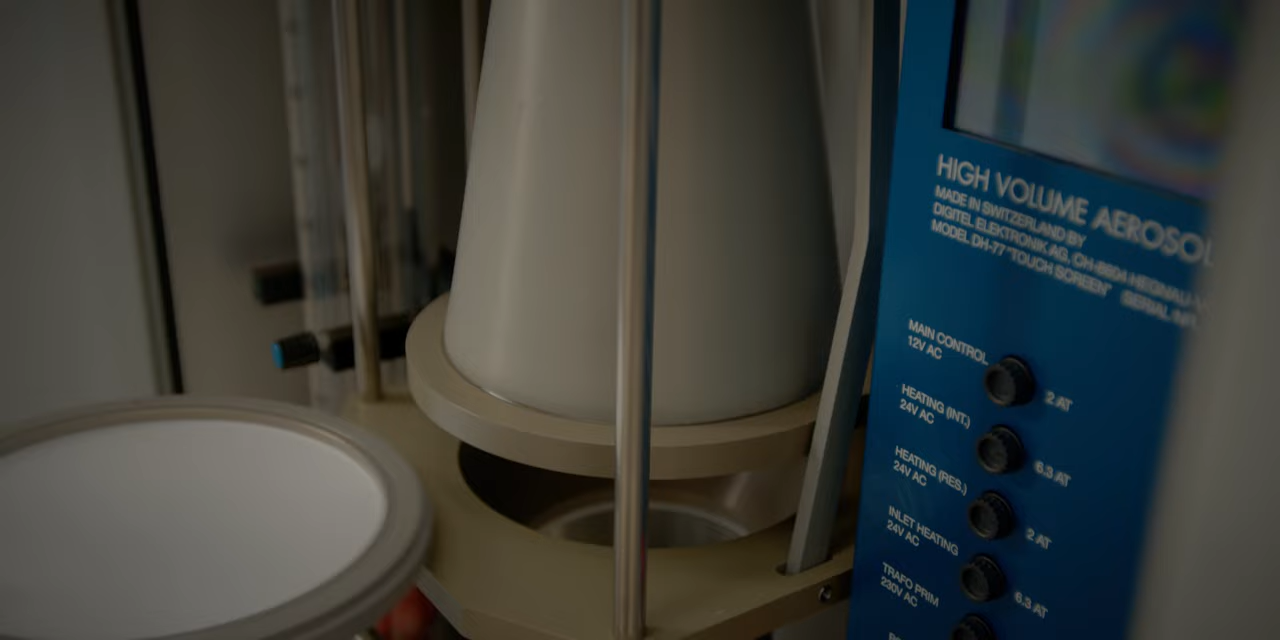 HIGH VOLUME AEROSOL
MADE IN SWITZERLAND BY
DIGITEL ELEKTRONIK AG, CH-8604 HEGNAU
MODEL DH-77 "TOUCH SCREEN" (SERIAL
MAIN CONTROL
12V AC
2 AT
HEATING (INT.)
24V AC
6.3 AT
HEATING (RES.)
24V AC
2 AT
INLET HEATING
24V AC
6.3 AT
TRAFO PRIM
230V AC